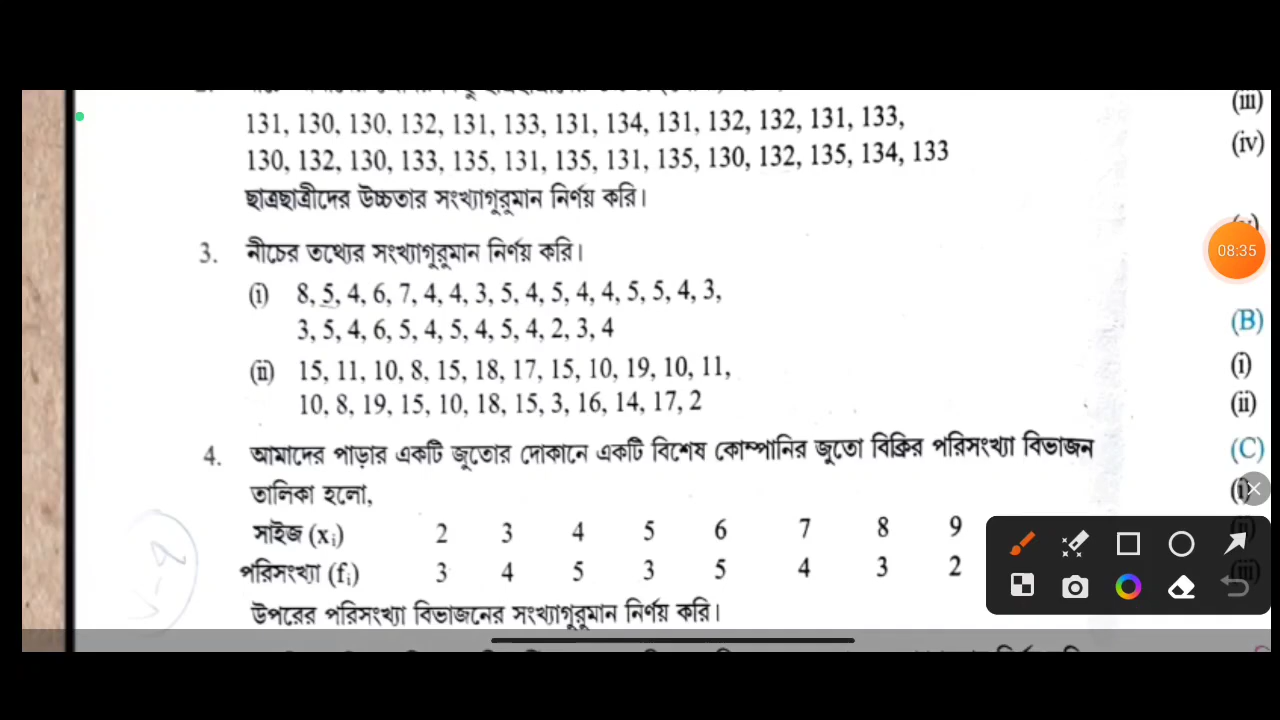 131, 130, 130, 132, 131, 133, 131, 134, 131, 132, 132, 131, 133,
130, 132, 130, 133, 135, 131, 135, 131, 135, 130, 132, 135, 134, 133
ছাত্রছাত্রীদের উচ্চতার সংখ্যাগুরুমান নির্ণয় করি।
3. নীচের তথ্যের সংখ্যাগুরুমান নির্ণয় করি।
(i) 8, 5, 4, 6, 7, 4, 4, 3, 5, 4, 5, 4, 4, 5, 5, 4, 3,
3, 5, 4, 6, 5, 4, 5, 4, 5, 4, 2, 3, 4
(ii) 15, 11, 10, 8, 15, 18, 17, 15, 10, 19, 10, 11,
10, 8, 19, 15, 10, 18, 15, 3, 16, 14, 17, 2
4. আমাদের পাড়ার একটি জুতোর দোকানে একটি বিশেষ কোম্পানির জুতো বিক্রির পরিসংখ্যা বিভাজন
তালিকা হলো,
সাইজ (xᵢ) 2 3 4 5 6 7 8 9
পরিসংখ্যা (fᵢ) 3 4 5 3 5 4 3 2
উপরের পরিসংখ্যা বিভাজনের সংখ্যাগুরুমান নির্ণয় করি।
(iii)
(iv)
08:35
(B)
(i)
(ii)
(C)
(i)
(ii)
(iii)